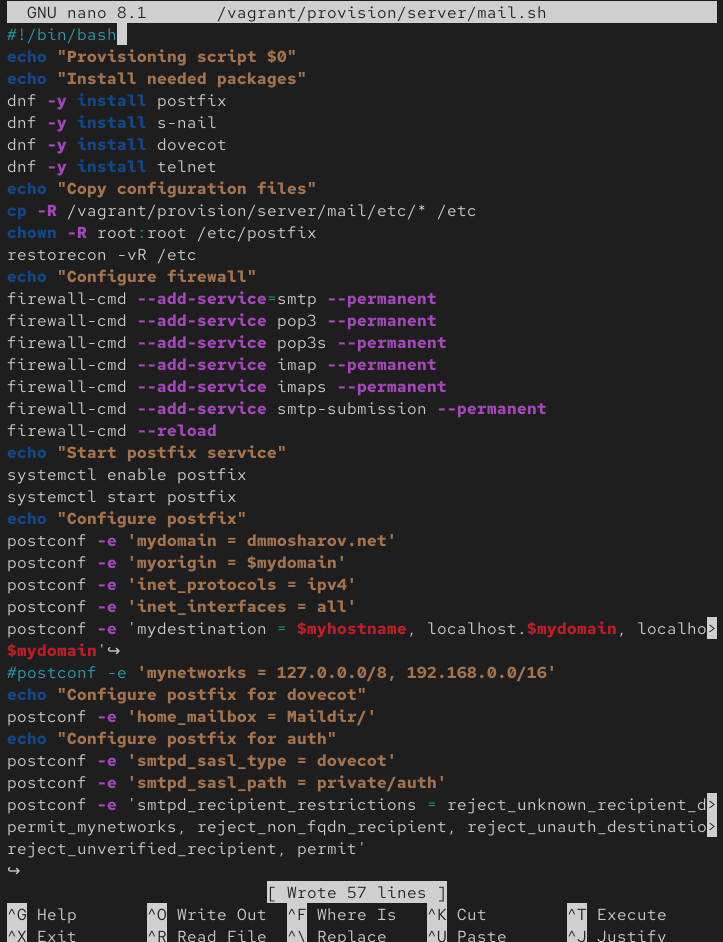 GNU nano 8.1 /vagrant/provision/server/mail.sh
#!/bin/bash
echo "Provisioning script $0"
echo "Install needed packages"
dnf -y install postfix
dnf -y install s-nail
dnf -y install dovecot
dnf -y install telnet
echo "Copy configuration files"
cp -R /vagrant/provision/server/mail/etc/* /etc
chown -R root:root /etc/postfix
restorecon -vR /etc
echo "Configure firewall"
firewall-cmd --add-service=smtp --permanent
firewall-cmd --add-service pop3 --permanent
firewall-cmd --add-service pop3s --permanent
firewall-cmd --add-service imap --permanent
firewall-cmd --add-service imaps --permanent
firewall-cmd --add-service smtp-submission --permanent
firewall-cmd --reload
echo "Start postfix service"
systemctl enable postfix
systemctl start postfix
echo "Configure postfix"
postconf -e 'mydomain = dmmosharov.net'
postconf -e 'myorigin = $mydomain'
postconf -e 'inet_protocols = ipv4'
postconf -e 'inet_interfaces = all'
postconf -e 'mydestination = $myhostname, localhost.$mydomain, localho>
$mydomain'↪
#postconf -e 'mynetworks = 127.0.0.0/8, 192.168.0.0/16'
echo "Configure postfix for dovecot"
postconf -e 'home_mailbox = Maildir/'
echo "Configure postfix for auth"
postconf -e 'smtpd_sasl_type = dovecot'
postconf -e 'smtpd_sasl_path = private/auth'
postconf -e 'smtpd_recipient_restrictions = reject_unknown_recipient_d>
permit_mynetworks, reject_non_fqdn_recipient, reject_unauth_destinatio>
reject_unverified_recipient, permit'
↪
[ Wrote 57 lines ]
^G Help ^O Write Out ^F Where Is ^K Cut ^T Execute
^X Exit ^R Read File ^\ Replace ^U Paste ^J Justify